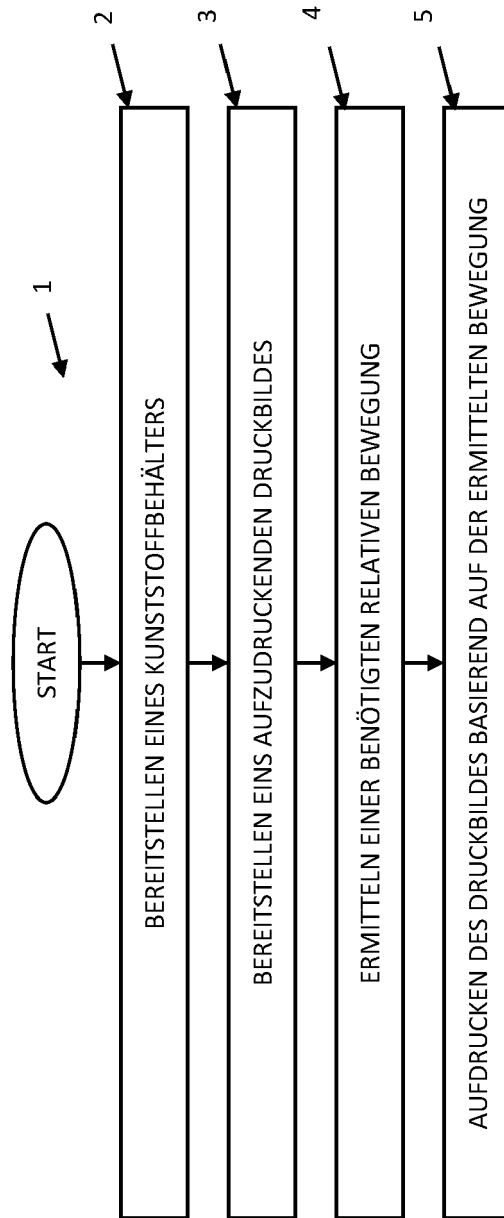 1
START
2
BEREITSTELLEN EINES KUNSTSTOFFBEHÄLTERS
3
BEREITSTELLEN EINS AUFZUDRUCKENDEN DRUCKBILDES
4
ERMITTELN EINER BENÖTIGTEN RELATIVEN BEWEGUNG
5
AUFDRUCKEN DES DRUCKBILDES BASIEREND AUF DER ERMITTELTEN BEWEGUNG